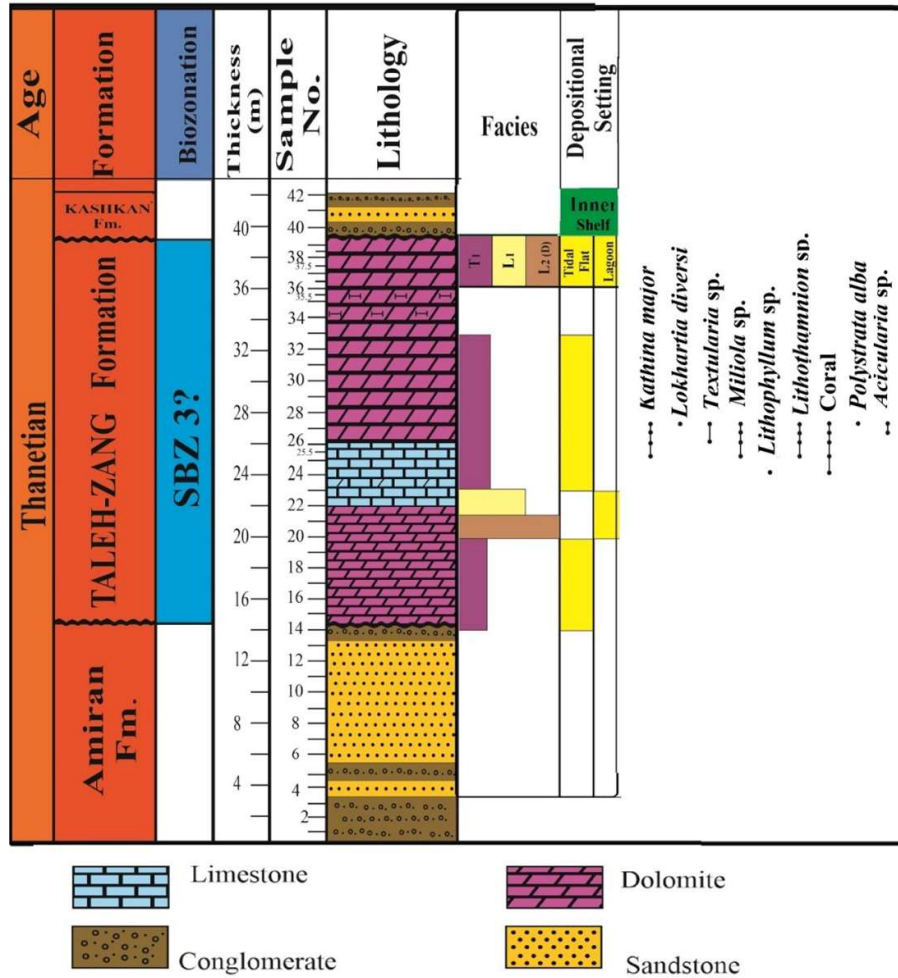 Age
Formation
Biozonation
Thickness
(m)
Sample
No.
Lithology
Facies
Depositional
Setting
Thanetian
KASHKAN
Fm.
TALEH-ZANG Formation
Amiran
Fm.
SBZ 3?
40
36
32
28
24
20
16
12
8
4
42
40
38
37.5
36
35.5
34
32
30
28
26
25.5
24
22
20
18
16
14
12
10
8
6
4
2
Inner
Shelf
T1
L1
L2 (D)
Tidal
Flat
Lagoon
Kathina major
Lokhartia diversi
Textularia sp.
Miliola sp.
Lithophyllum sp.
Lithothamnion sp.
Coral
Polystrata alba
Acicularia sp.
Limestone
Dolomite
Conglomerate
Sandstone